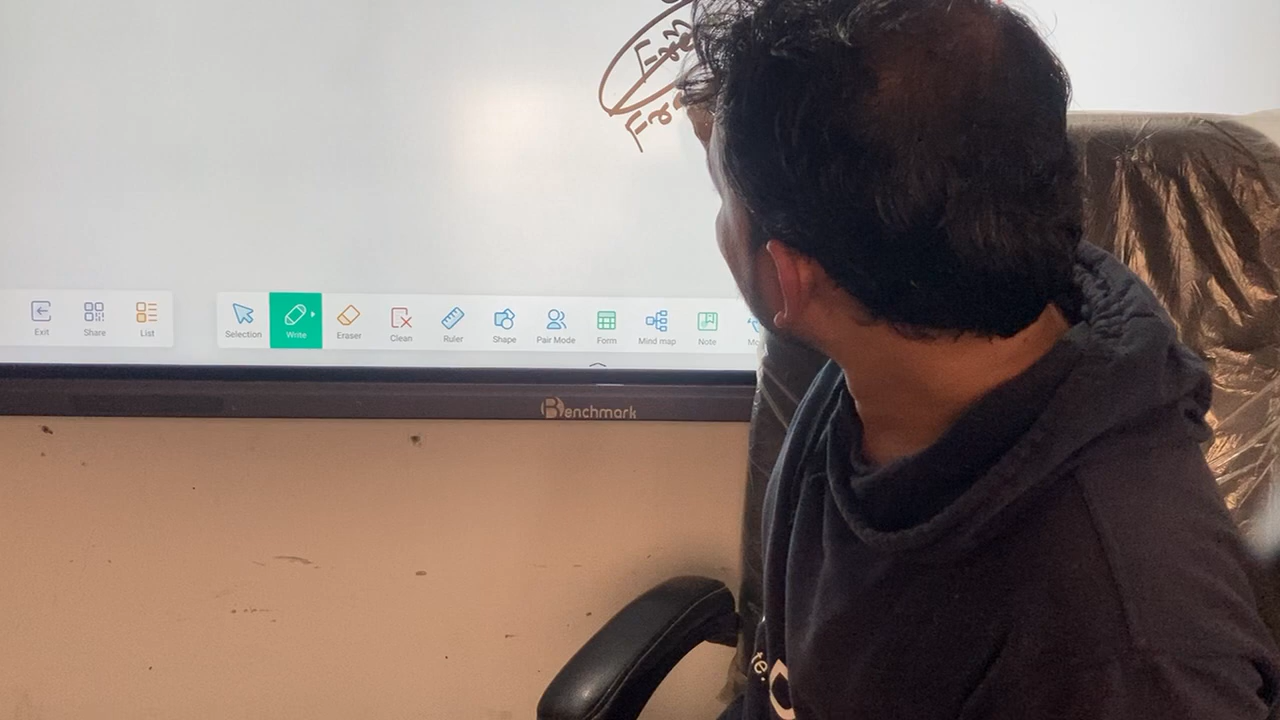 Exit
Share
List
Selection
Write
Eraser
Clean
Ruler
Shape
Pair Mode
Form
Mind map
Note
Benchmark